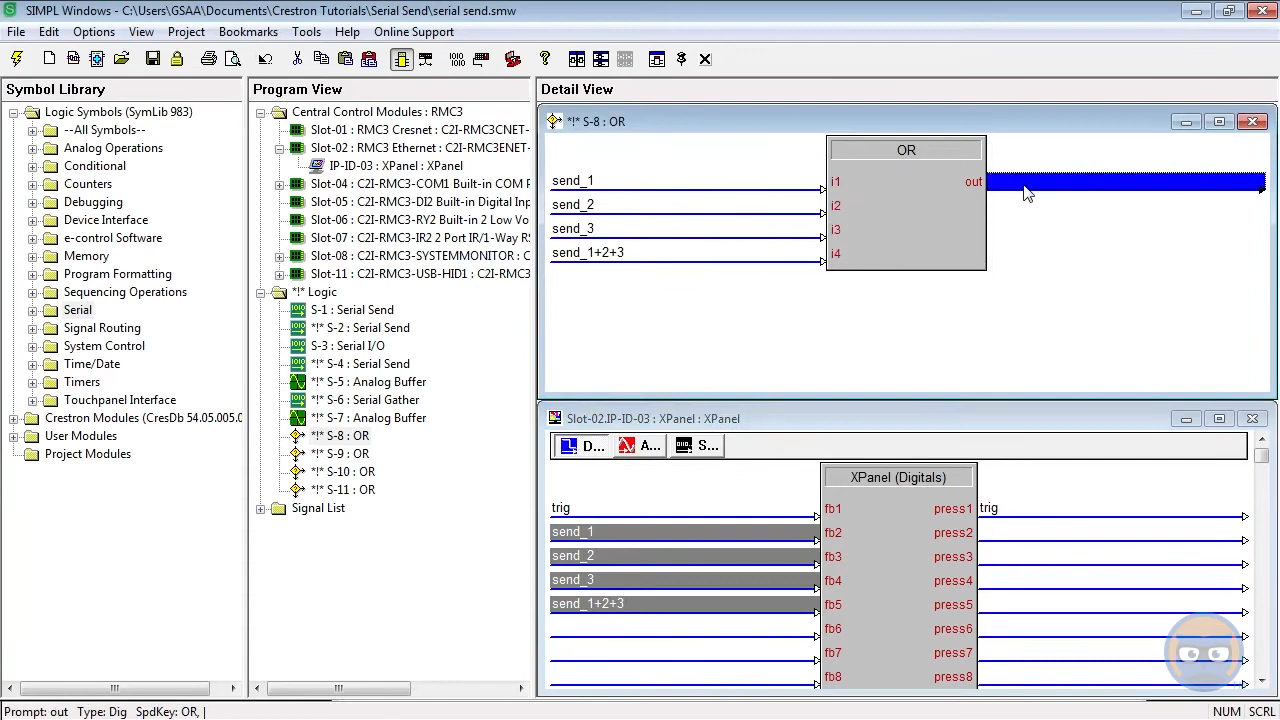 SIMPL Windows - C:\Users\GSAA\Documents\Crestron Tutorials\Serial Send\serial send.smw
File Edit Options View Project Bookmarks Tools Help Online Support
Symbol Library
Logic Symbols (SymLib 983)
--All Symbols--
Analog Operations
Conditional
Counters
Debugging
Device Interface
e-control Software
Memory
Program Formatting
Sequencing Operations
Serial
Signal Routing
System Control
Time/Date
Timers
Touchpanel Interface
Crestron Modules (CresDb 54.05.005.0
User Modules
Project Modules
Program View
Central Control Modules : RMC3
Slot-01 : RMC3 Cresnet : C2I-RMC3CNET-
Slot-02 : RMC3 Ethernet : C2I-RMC3ENET-
IP-ID-03 : XPanel : XPanel
Slot-04 : C2I-RMC3-COM1 Built-in COM P
Slot-05 : C2I-RMC3-DI2 Built-in Digital Inp
Slot-06 : C2I-RMC3-RY2 Built-in 2 Low Vo
Slot-07 : C2I-RMC3-IR2 2 Port IR/1-Way RS
Slot-08 : C2I-RMC3-SYSTEMMONITOR : C
Slot-11 : C2I-RMC3-USB-HID1 : C2I-RMC3
*!* Logic
S-1 : Serial Send
*!* S-2 : Serial Send
S-3 : Serial I/O
*!* S-4 : Serial Send
*!* S-5 : Analog Buffer
*!* S-6 : Serial Gather
*!* S-7 : Analog Buffer
*!* S-8 : OR
*!* S-9 : OR
*!* S-10 : OR
*!* S-11 : OR
Signal List
Detail View
*!* S-8 : OR
OR
send_1 i1 out
send_2 i2
send_3 i3
send_1+2+3 i4
Slot-02.IP-ID-03 : XPanel : XPanel
D... A... S...
XPanel (Digitals)
trig fb1 press1 trig
send_1 fb2 press2
send_2 fb3 press3
send_3 fb4 press4
send_1+2+3 fb5 press5
fb6 press6
fb7 press7
fb8 press8
Prompt: out Type: Dig SpdKey: OR, | NUM SCRL